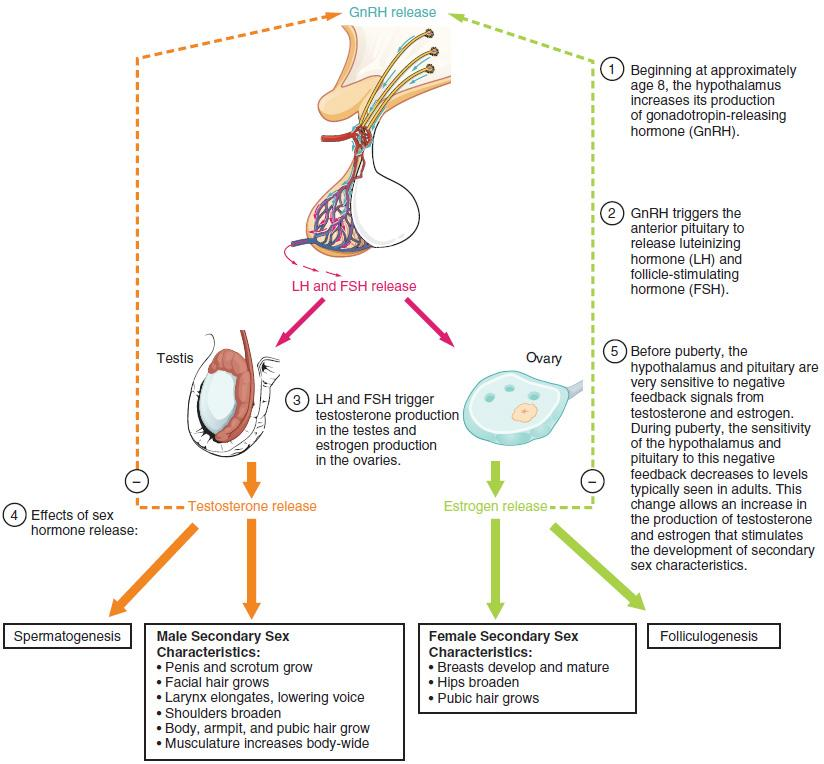 GnRH release
1 Beginning at approximately
age 8, the hypothalamus
increases its production
of gonadotropin-releasing
hormone (GnRH).
2 GnRH triggers the
anterior pituitary to
release luteinizing
hormone (LH) and
follicle-stimulating
hormone (FSH).
LH and FSH release
Testis
Ovary
3 LH and FSH trigger
testosterone production
in the testes and
estrogen production
in the ovaries.
5 Before puberty, the
hypothalamus and pituitary are
very sensitive to negative
feedback signals from
testosterone and estrogen.
During puberty, the sensitivity
of the hypothalamus and
pituitary to this negative
feedback decreases to levels
typically seen in adults. This
change allows an increase in
the production of testosterone
and estrogen that stimulates
the development of secondary
sex characteristics.
−
−
Testosterone release
Estrogen release
4 Effects of sex
hormone release:
Spermatogenesis
Male Secondary Sex
Characteristics:
• Penis and scrotum grow
• Facial hair grows
• Larynx elongates, lowering voice
• Shoulders broaden
• Body, armpit, and pubic hair grow
• Musculature increases body-wide
Female Secondary Sex
Characteristics:
• Breasts develop and mature
• Hips broaden
• Pubic hair grows
Folliculogenesis